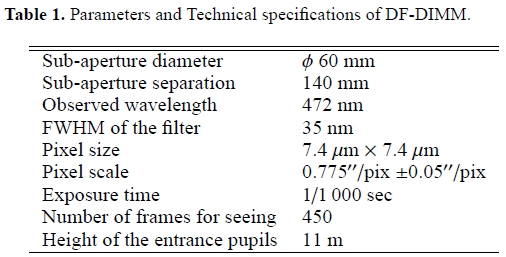 Table 1. Parameters and Technical specifications of DF-DIMM.
Sub-aperture diameter ϕ 60 mm
Sub-aperture separation 140 mm
Observed wavelength 472 nm
FWHM of the filter 35 nm
Pixel size 7.4 μm × 7.4 μm
Pixel scale 0.775″/pix ±0.05″/pix
Exposure time 1/1 000 sec
Number of frames for seeing 450
Height of the entrance pupils 11 m